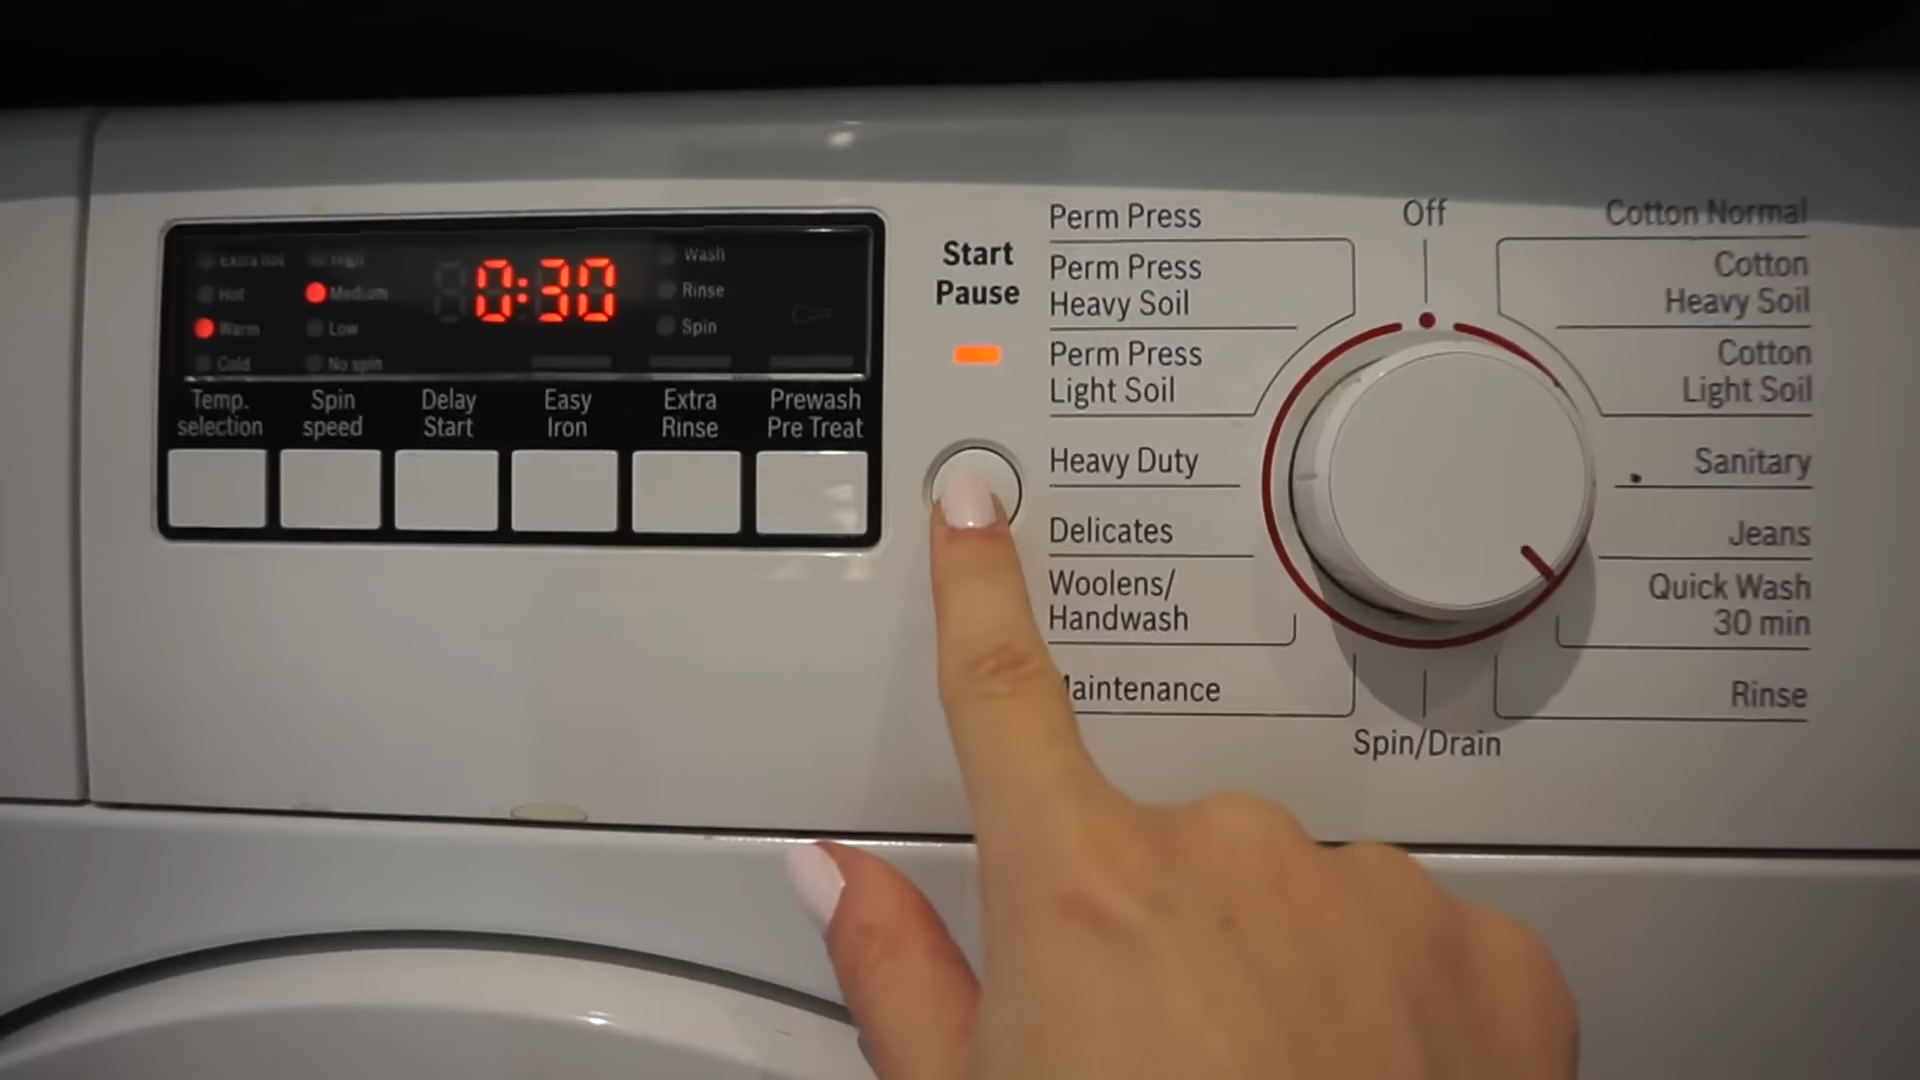 Extra hot
Hot
Warm
Cold
High
Medium
Low
No spin
0:30
Wash
Rinse
Spin
Temp.
selection
Spin
speed
Delay
Start
Easy
Iron
Extra
Rinse
Prewash
Pre Treat
Start
Pause
Perm Press
Perm Press
Heavy Soil
Perm Press
Light Soil
Heavy Duty
Delicates
Woolens/
Handwash
Maintenance
Off
Spin/Drain
Cotton Normal
Cotton
Heavy Soil
Cotton
Light Soil
Sanitary
Jeans
Quick Wash
30 min
Rinse